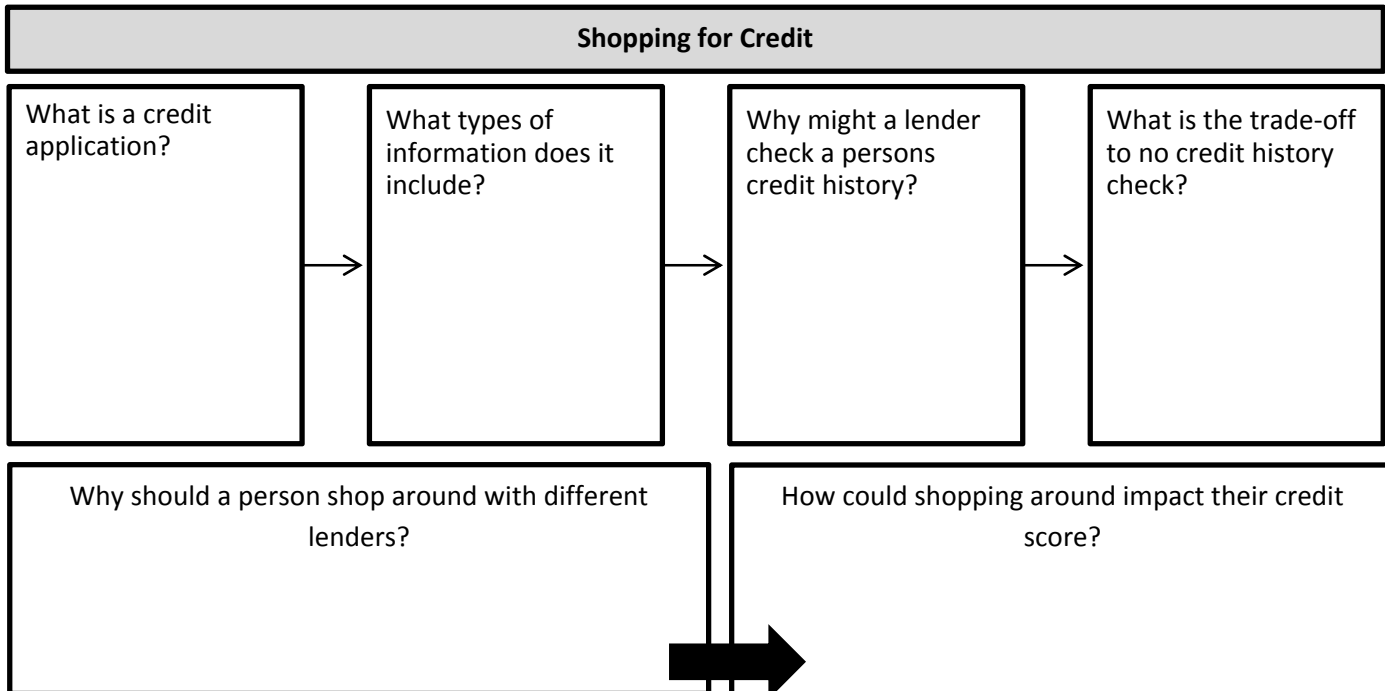 Shopping for Credit
What is a credit
application?
What types of
information does it
include?
Why might a lender
check a persons
credit history?
What is the trade-off
to no credit history
check?
Why should a person shop around with different
lenders?
How could shopping around impact their credit
score?